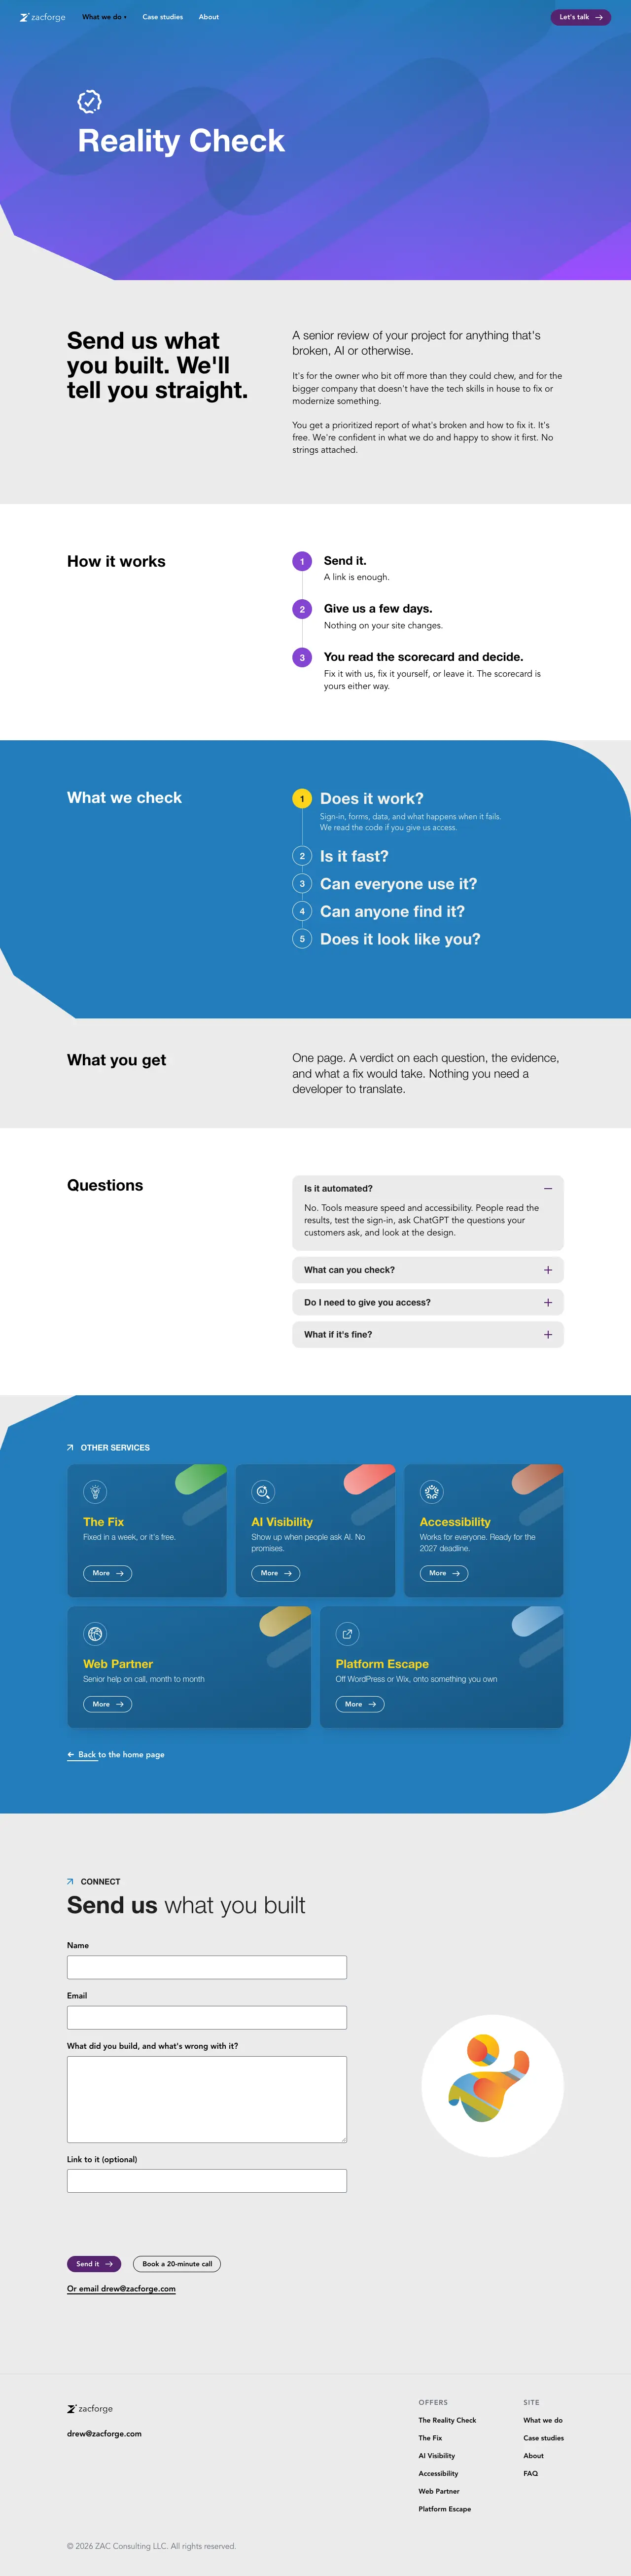 zacforge
What we do
Case studies
About
Let's talk
Reality Check
Send us what
you built. We'll
tell you straight.
A senior review of your project for anything that's
broken, AI or otherwise.
It's for the owner who bit off more than they could chew, and for the
bigger company that doesn't have the tech skills in house to fix or
modernize something.
You get a prioritized report of what's broken and how to fix it. It's
free. We're confident in what we do and happy to show it first. No
strings attached.
How it works
1 Send it.
A link is enough.
2 Give us a few days.
Nothing on your site changes.
3 You read the scorecard and decide.
Fix it with us, fix it yourself, or leave it. The scorecard is
yours either way.
What we check
1 Does it work?
Sign-in, forms, data, and what happens when it fails.
We read the code if you give us access.
2 Is it fast?
3 Can everyone use it?
4 Can anyone find it?
5 Does it look like you?
What you get
One page. A verdict on each question, the evidence,
and what a fix would take. Nothing you need a
developer to translate.
Questions
Is it automated?
No. Tools measure speed and accessibility. People read the
results, test the sign-in, ask ChatGPT the questions your
customers ask, and look at the design.
What can you check?
Do I need to give you access?
What if it's fine?
OTHER SERVICES
The Fix
Fixed in a week, or it's free.
More
AI Visibility
Show up when people ask AI. No
promises.
More
Accessibility
Works for everyone. Ready for the
2027 deadline.
More
Web Partner
Senior help on call, month to month
More
Platform Escape
Off WordPress or Wix, onto something you own
More
Back to the home page
CONNECT
Send us what you built
Name
Email
What did you build, and what's wrong with it?
Link to it (optional)
Send it
Book a 20-minute call
Or email drew@zacforge.com
zacforge
drew@zacforge.com
OFFERS
The Reality Check
The Fix
AI Visibility
Accessibility
Web Partner
Platform Escape
SITE
What we do
Case studies
About
FAQ
© 2026 ZAC Consulting LLC. All rights reserved.